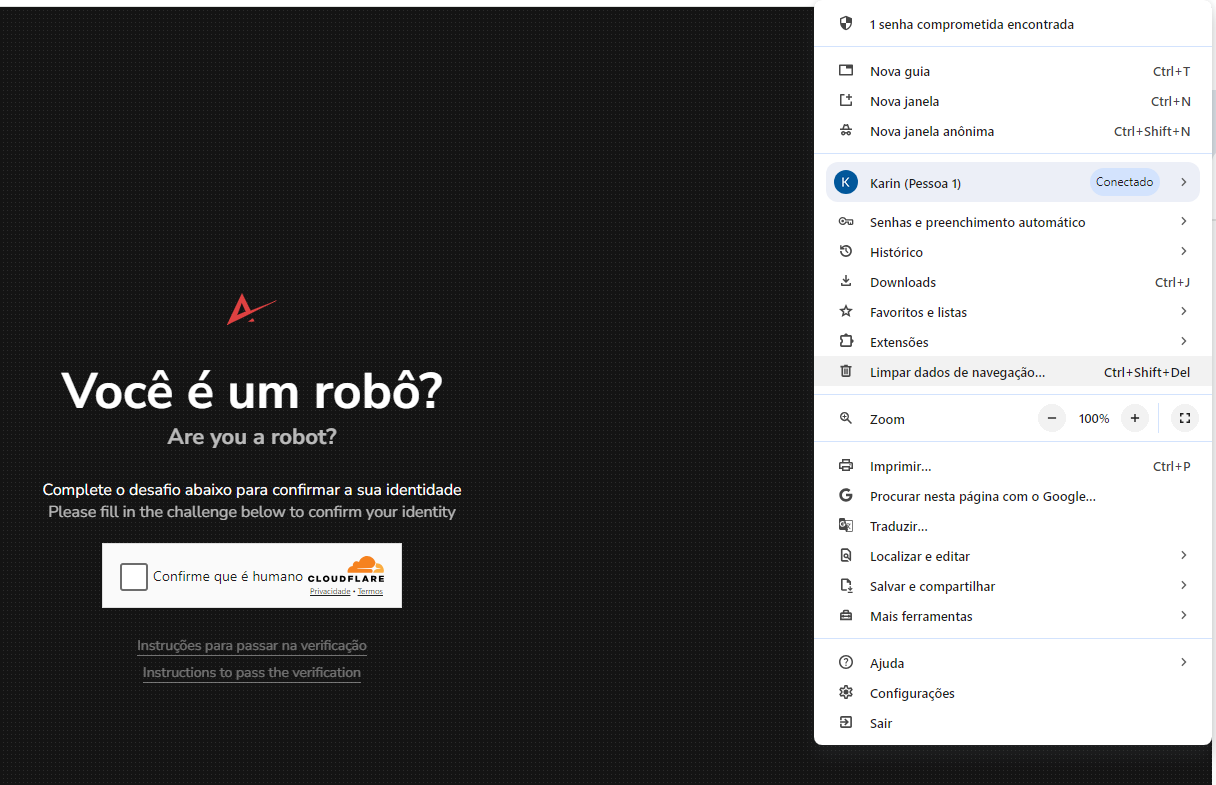 Você é um robô?
Are you a robot?
Complete o desafio abaixo para confirmar a sua identidade
Please fill in the challenge below to confirm your identity
Confirme que é humano
CLOUDFLARE
Privacidade • Termos
Instruções para passar na verificação
Instructions to pass the verification
1 senha comprometida encontrada
Nova guia Ctrl+T
Nova janela Ctrl+N
Nova janela anônima Ctrl+Shift+N
K Karin (Pessoa 1) Conectado
Senhas e preenchimento automático
Histórico
Downloads Ctrl+J
Favoritos e listas
Extensões
Limpar dados de navegação... Ctrl+Shift+Del
Zoom − 100% +
Imprimir... Ctrl+P
Procurar nesta página com o Google...
Traduzir...
Localizar e editar
Salvar e compartilhar
Mais ferramentas
Ajuda
Configurações
Sair